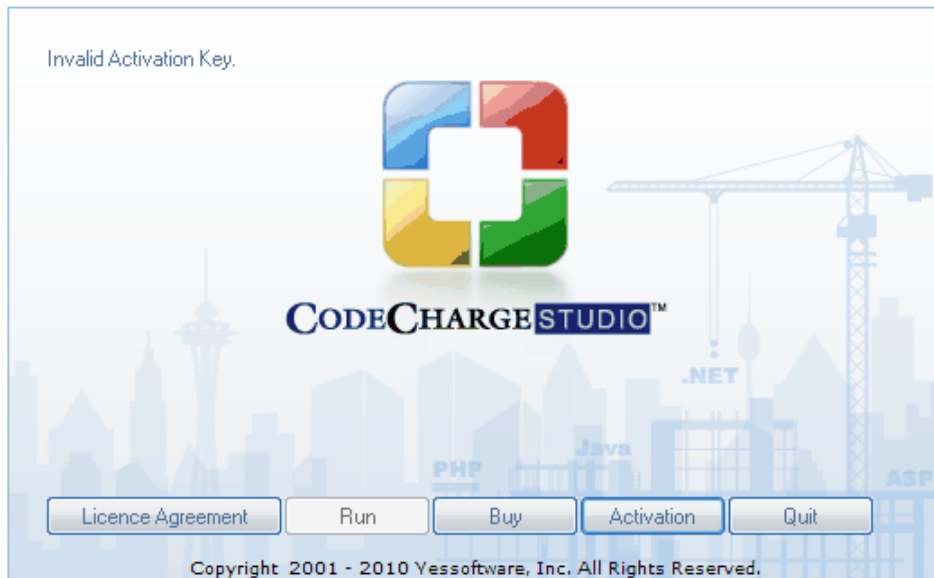 Invalid Activation Key.
CODECHARGE STUDIO™
.NET
Java
PHP
ASP
Licence Agreement
Run
Buy
Activation
Quit
Copyright 2001 - 2010 Yessoftware, Inc. All Rights Reserved.